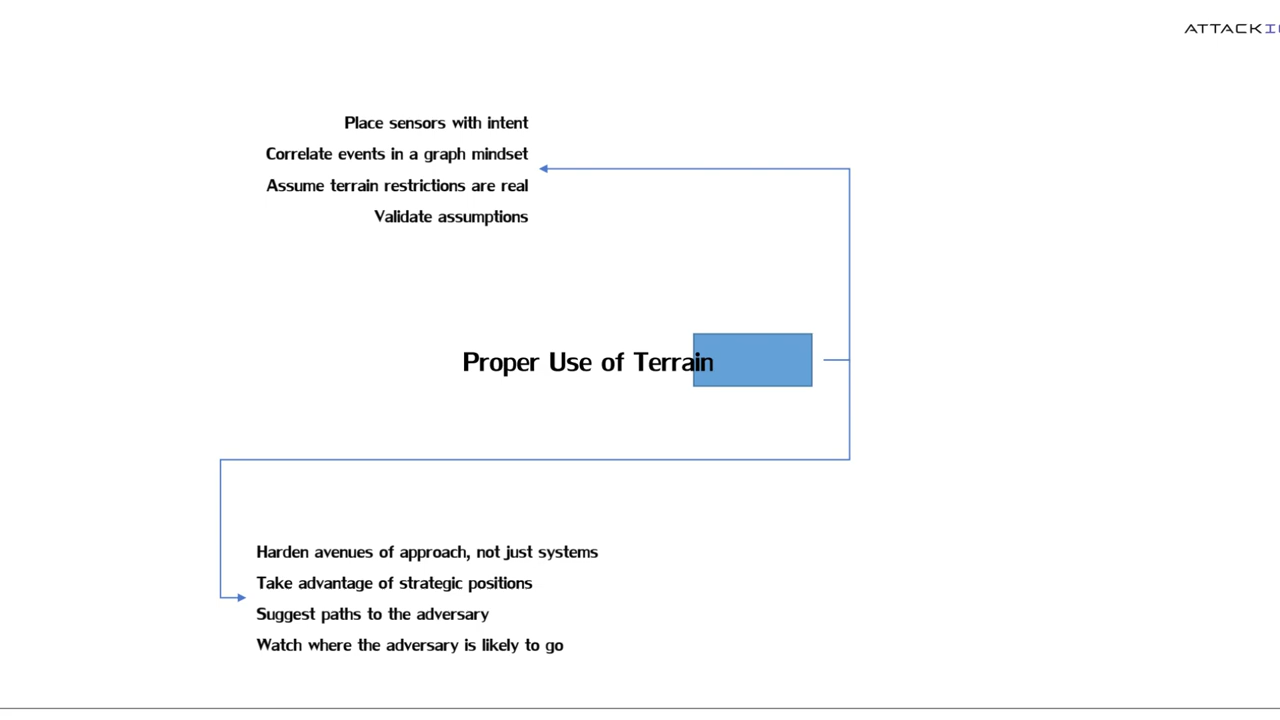 ATTACKI
Place sensors with intent
Correlate events in a graph mindset
Assume terrain restrictions are real
Validate assumptions
Proper Use of Terrain
Harden avenues of approach, not just systems
Take advantage of strategic positions
Suggest paths to the adversary
Watch where the adversary is likely to go